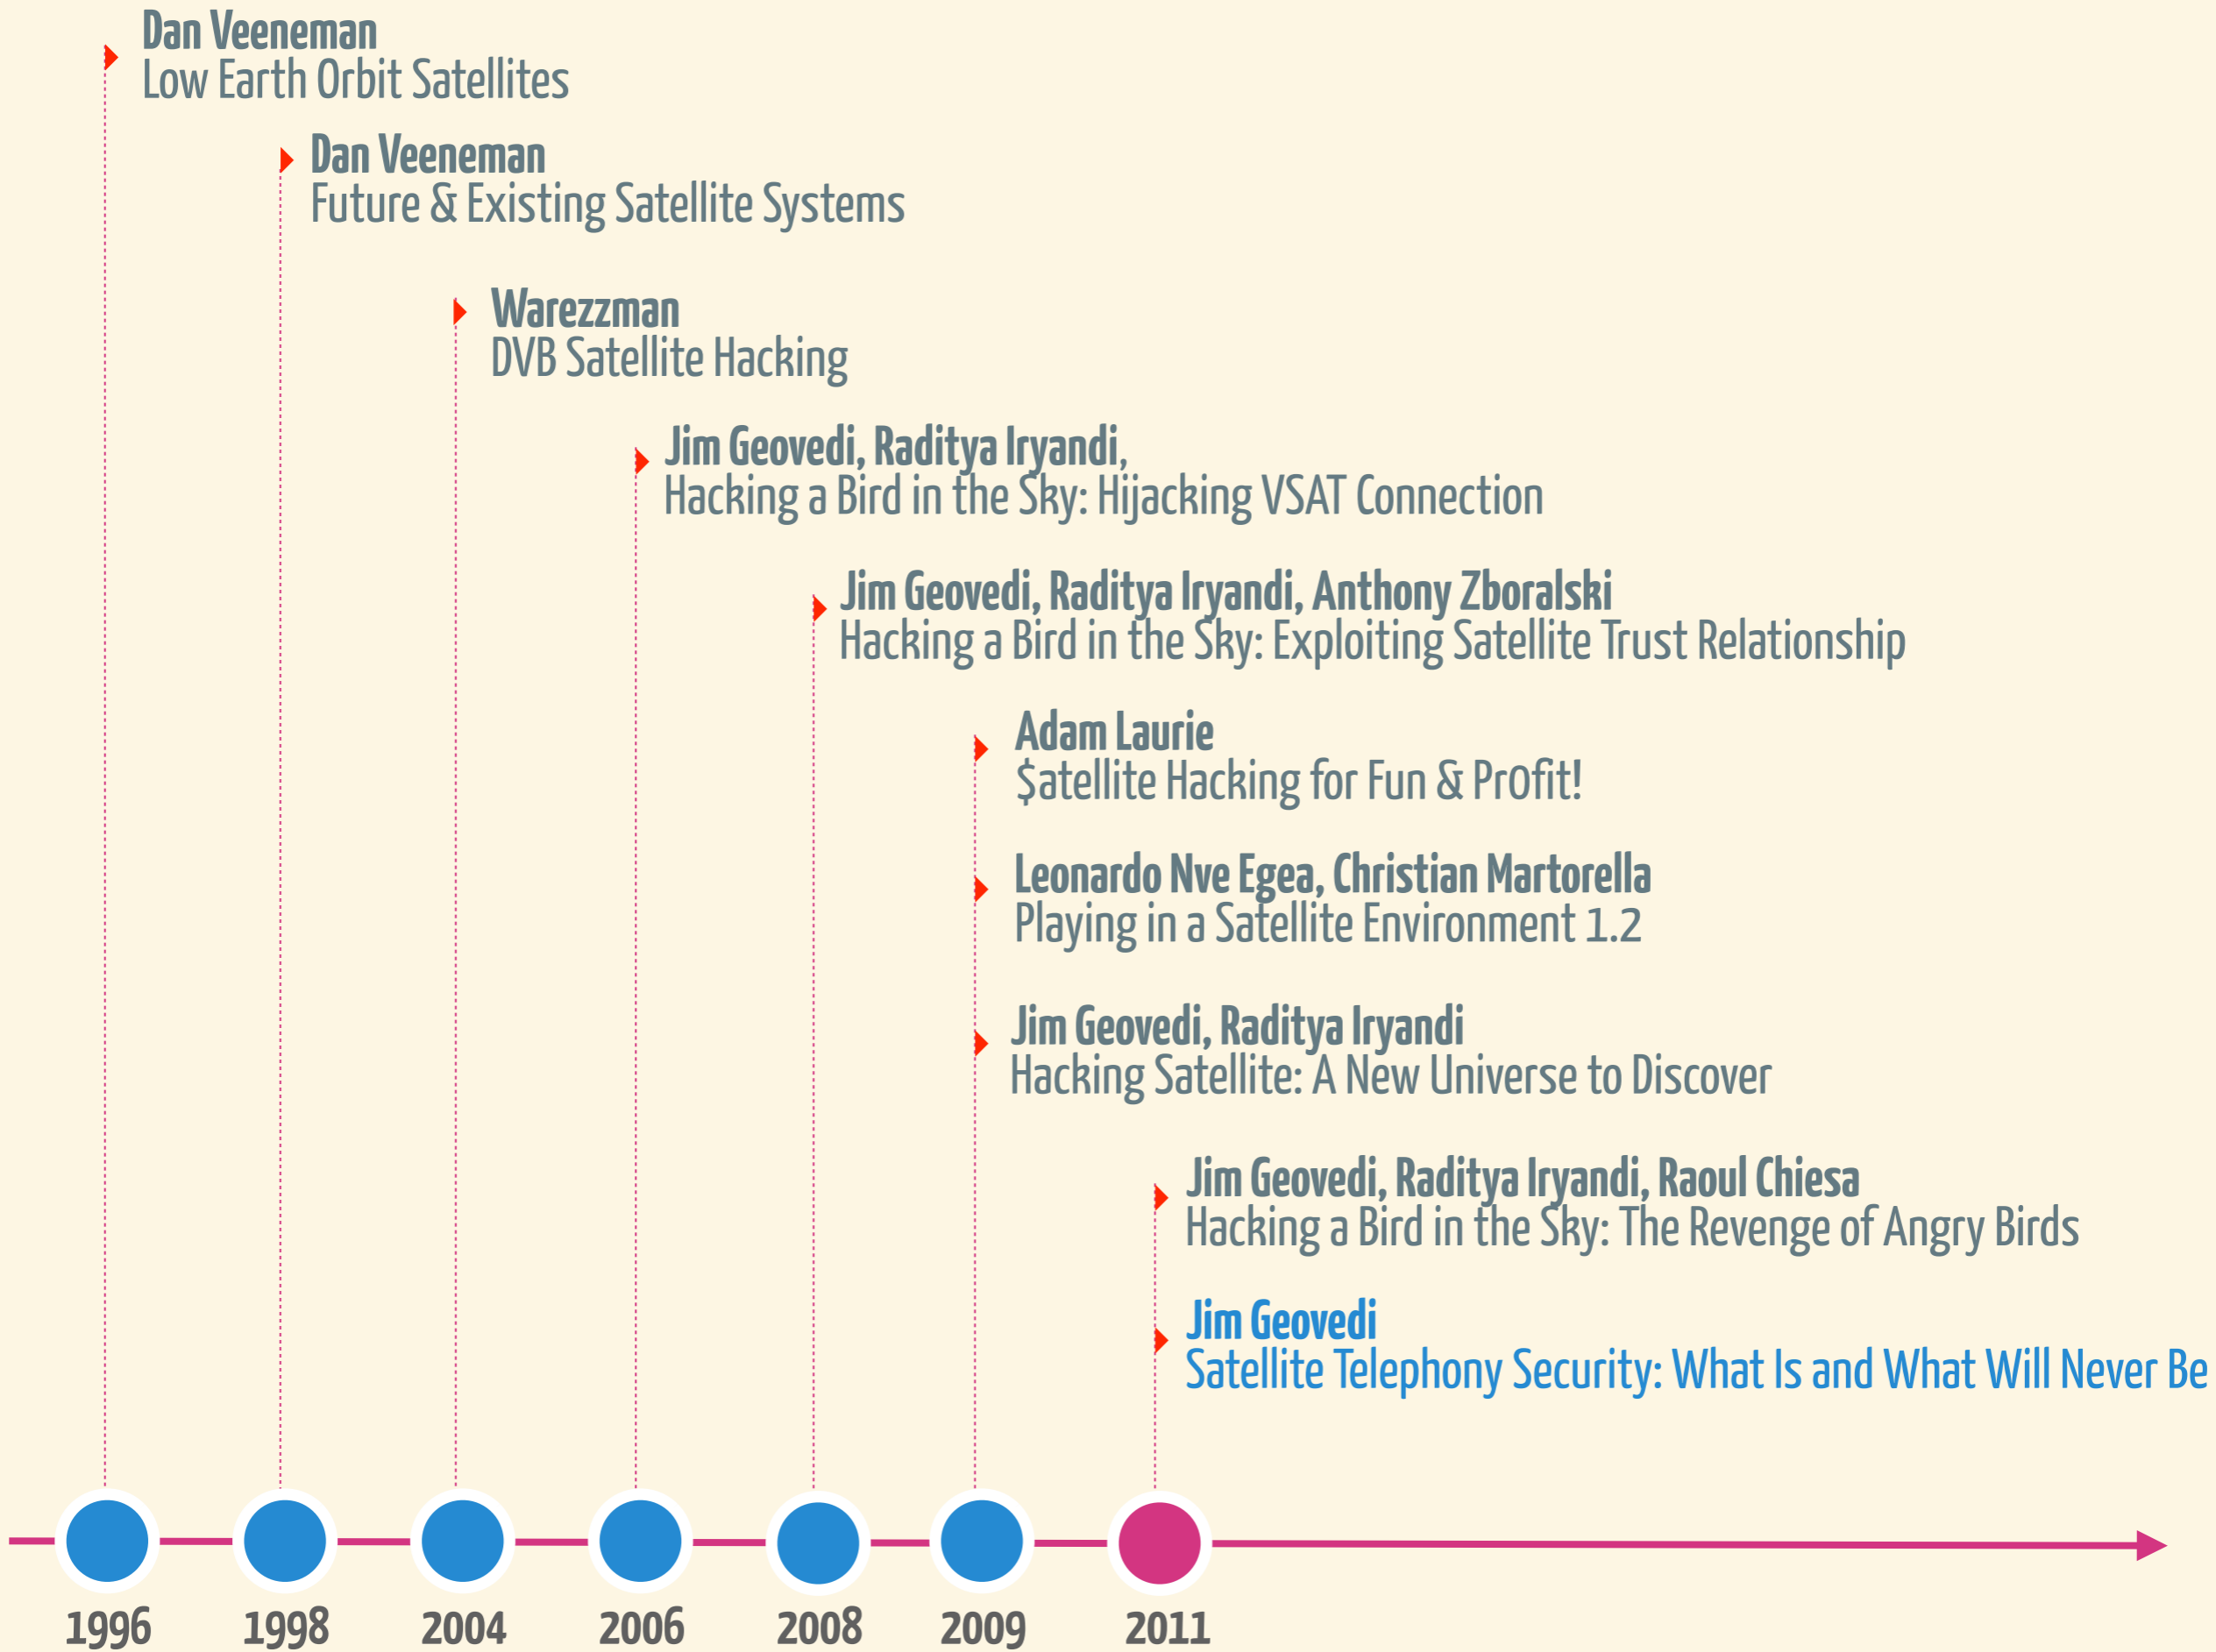 Dan Veeneman
Low Earth Orbit Satellites
Dan Veeneman
Future & Existing Satellite Systems
Warezzman
DVB Satellite Hacking
Jim Geovedi, Raditya Iryandi,
Hacking a Bird in the Sky: Hijacking VSAT Connection
Jim Geovedi, Raditya Iryandi, Anthony Zboralski
Hacking a Bird in the Sky: Exploiting Satellite Trust Relationship
Adam Laurie
$atellite Hacking for Fun & Pr0fit!
Leonardo Nve Egea, Christian Martorella
Playing in a Satellite Environment 1.2
Jim Geovedi, Raditya Iryandi
Hacking Satellite: A New Universe to Discover
Jim Geovedi, Raditya Iryandi, Raoul Chiesa
Hacking a Bird in the Sky: The Revenge of Angry Birds
Jim Geovedi
Satellite Telephony Security: What Is and What Will Never Be
1996 1998 2004 2006 2008 2009 2011